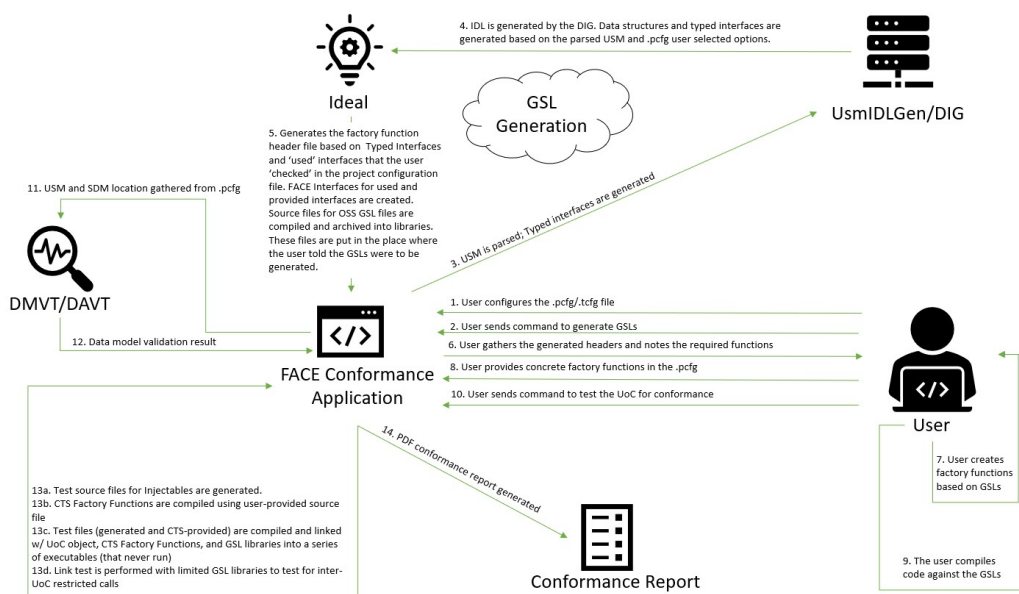 4. IDL is generated by the DIG. Data structures and typed interfaces are
generated based on the parsed USM and .pcfg user selected options.
Ideal
GSL
Generation
UsmIDLGen/DIG
5. Generates the factory function
header file based on Typed Interfaces
and ‘used’ interfaces that the user
‘checked’ in the project configuration
file. FACE Interfaces for used and
provided interfaces are created.
Source files for OSS GSL files are
compiled and archived into libraries.
These files are put in the place where
the user told the GSLs were to be
generated.
11. USM and SDM location gathered from .pcfg
3. USM is parsed; Typed interfaces are generated
DMVT/DAVT
12. Data model validation result
1. User configures the .pcfg/.tcfg file
2. User sends command to generate GSLs
6. User gathers the generated headers and notes the required functions
8. User provides concrete factory functions in the .pcfg
10. User sends command to test the UoC for conformance
FACE Conformance
Application
User
7. User creates
factory functions
based on GSLs
14. PDF conformance report generated
13a. Test source files for Injectables are generated.
13b. CTS Factory Functions are compiled using user-provided source
file
13c. Test files (generated and CTS-provided) are compiled and linked
w/ UoC object, CTS Factory Functions, and GSL libraries into a series
of executables (that never run)
13d. Link test is performed with limited GSL libraries to test for inter-
UoC restricted calls
9. The user compiles
code against the GSLs
Conformance Report